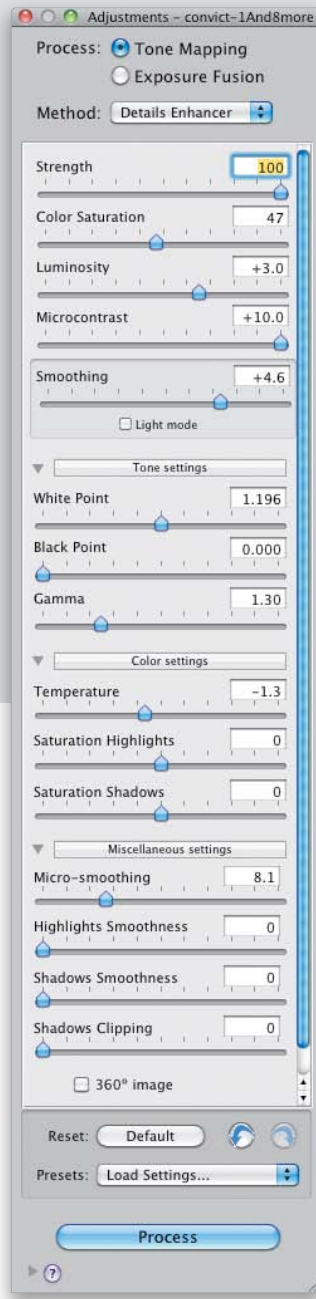 Adjustments – convict-1And8more
Process: Tone Mapping
Exposure Fusion
Method: Details Enhancer
Strength 100
Color Saturation 47
Luminosity +3.0
Microcontrast +10.0
Smoothing +4.6
Light mode
Tone settings
White Point 1.196
Black Point 0.000
Gamma 1.30
Color settings
Temperature -1.3
Saturation Highlights 0
Saturation Shadows 0
Miscellaneous settings
Micro-smoothing 8.1
Highlights Smoothness 0
Shadows Smoothness 0
Shadows Clipping 0
360° image
Reset: Default
Presets: Load Settings...
Process
?